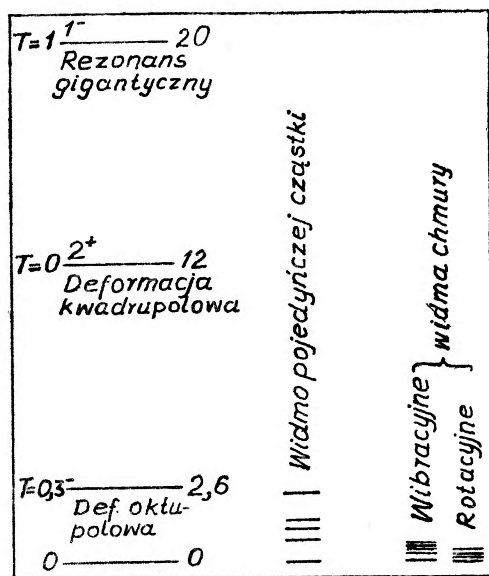 T=1 1⁻ 20
Rezonans
gigantyczny
T=0 2⁺ 12
Deformacja
kwadrupolowa
T=0,3⁻ 2,6
Def. oktu-
polowa
0 0
Widmo pojedyńczej cząstki
Wibracyjne
Rotacyjne
widma chmury